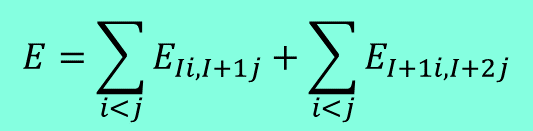 E = ∑_{i<j} E_{Ii,I+1j} + ∑_{i<j} E_{I+1i,I+2j}